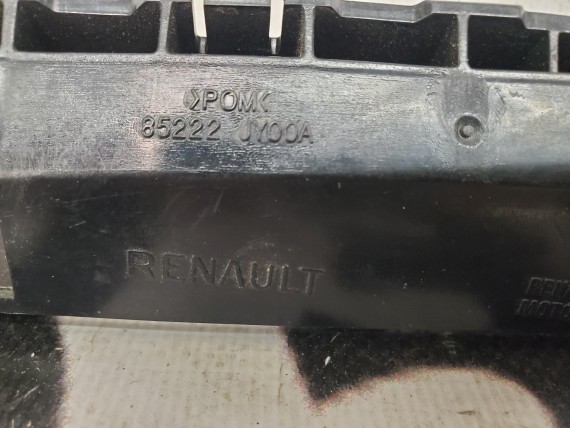 >POM<
85222 JY00A
RENAULT